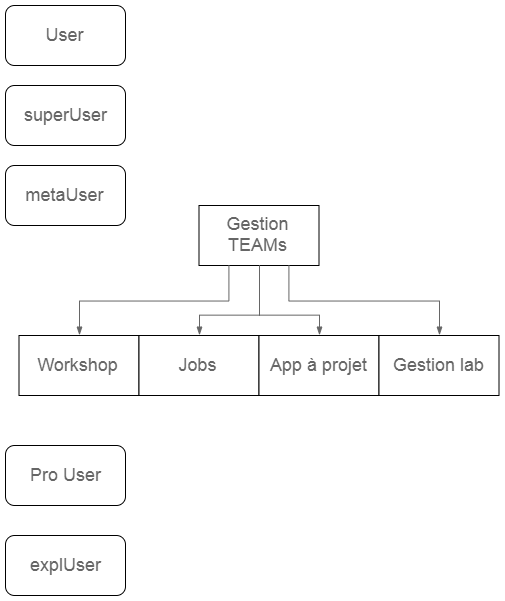 User
superUser
metaUser
Gestion
TEAMs
Workshop
Jobs
App à projet
Gestion lab
Pro User
explUser